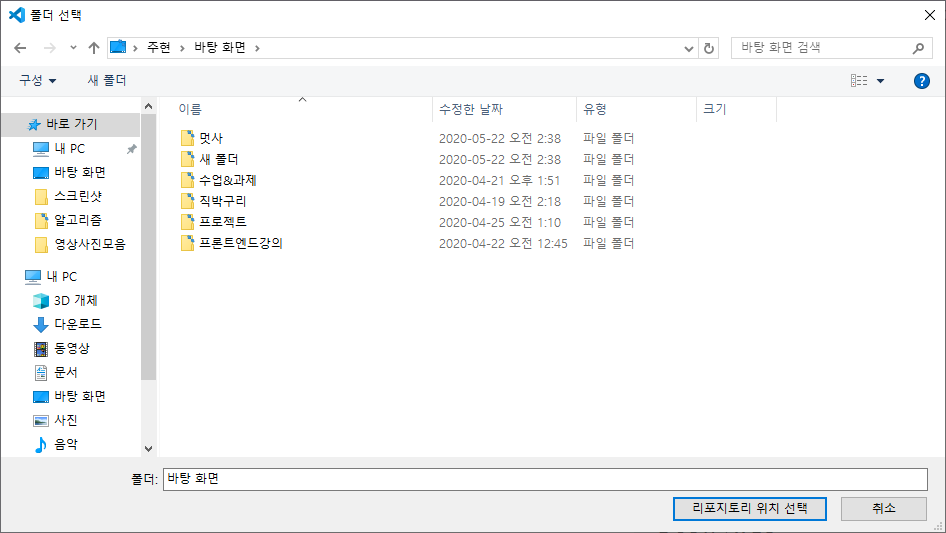 폴더 선택
주현 바탕 화면
바탕 화면 검색
구성 새 폴더
이름 수정한 날짜 유형 크기
바로 가기
내 PC
바탕 화면
스크린샷
알고리즘
영상사진모음
내 PC
3D 개체
다운로드
동영상
문서
바탕 화면
사진
음악
멋사 2020-05-22 오전 2:38 파일 폴더
새 폴더 2020-05-22 오전 2:38 파일 폴더
수업&과제 2020-04-21 오후 1:51 파일 폴더
직박구리 2020-04-19 오전 2:18 파일 폴더
프로젝트 2020-04-25 오전 1:10 파일 폴더
프론트엔드강의 2020-04-22 오전 12:45 파일 폴더
폴더: 바탕 화면
리포지토리 위치 선택 취소